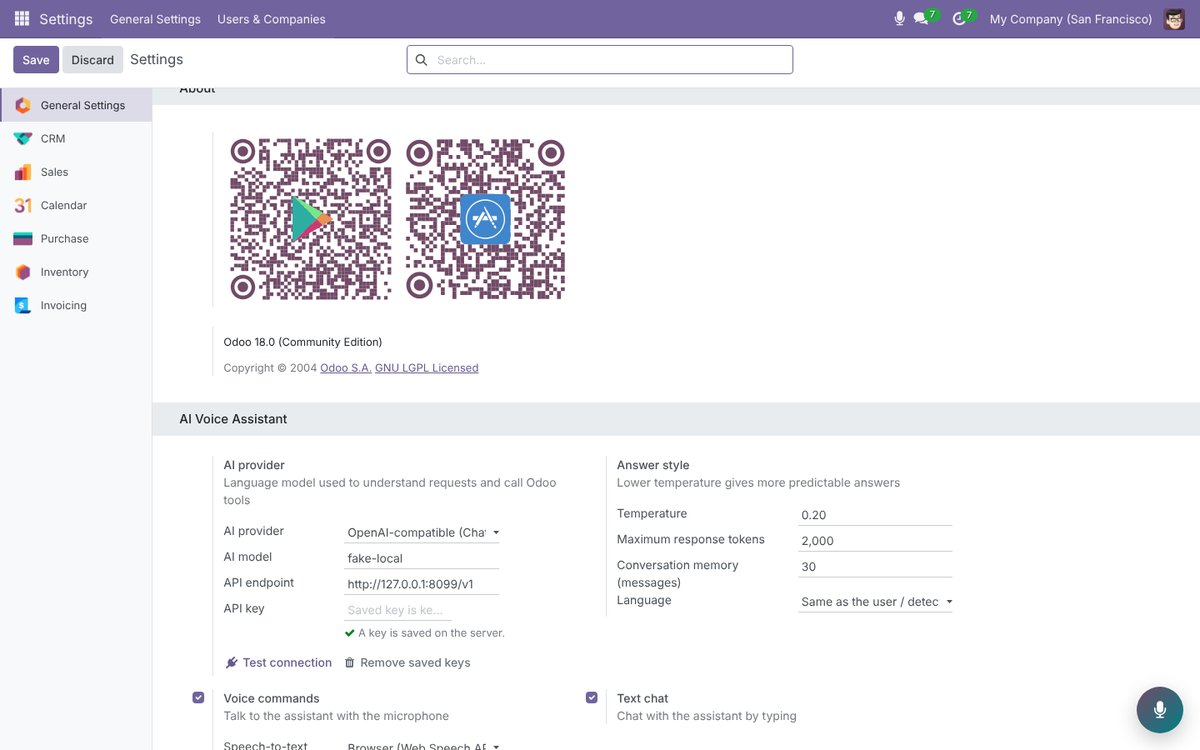 Settings General Settings Users & Companies 7 7 My Company (San Francisco)
Save Discard Settings Search...
About
General Settings
CRM
Sales
31 Calendar
Purchase
Inventory
$ Invoicing
Odoo 18.0 (Community Edition)
Copyright © 2004 Odoo S.A. GNU LGPL Licensed
AI Voice Assistant
AI provider
Language model used to understand requests and call Odoo
tools
AI provider OpenAI-compatible (Cha
AI model fake-local
API endpoint http://127.0.0.1:8099/v1
API key Saved key is ke...
A key is saved on the server.
Test connection Remove saved keys
Answer style
Lower temperature gives more predictable answers
Temperature 0.20
Maximum response tokens 2,000
Conversation memory 30
(messages)
Language Same as the user / detec
Voice commands
Talk to the assistant with the microphone
Speech-to-text Browser (Web Speech AP
Text chat
Chat with the assistant by typing